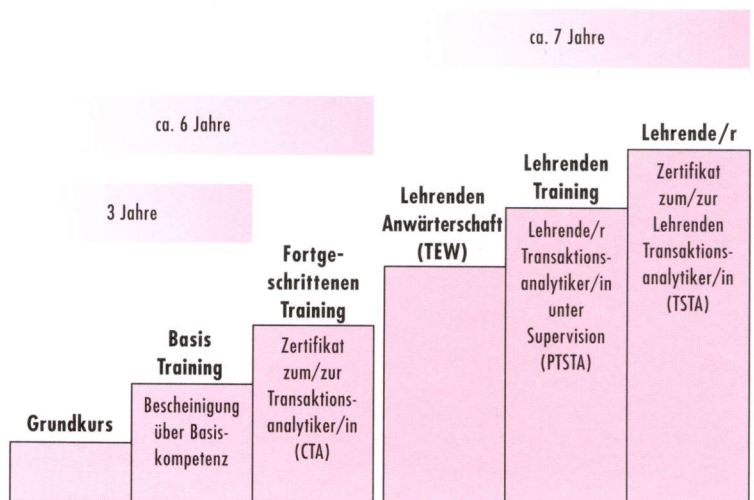 ca. 7 Jahre
ca. 6 Jahre
3 Jahre
Grundkurs
Basis
Training
Bescheinigung
über Basis-
kompetenz
Fortge-
schrittenen
Training
Zertifikat
zum/zur
Transaktions-
analytiker/in
(CTA)
Lehrenden
Anwärterschaft
(TEW)
Lehrenden
Training
Lehrende/r
Transaktions-
analytiker/in
unter
Supervision
(PTSTA)
Lehrende/r
Zertifikat
zum/zur
Lehrenden
Transaktions-
analytiker/in
(TSTA)